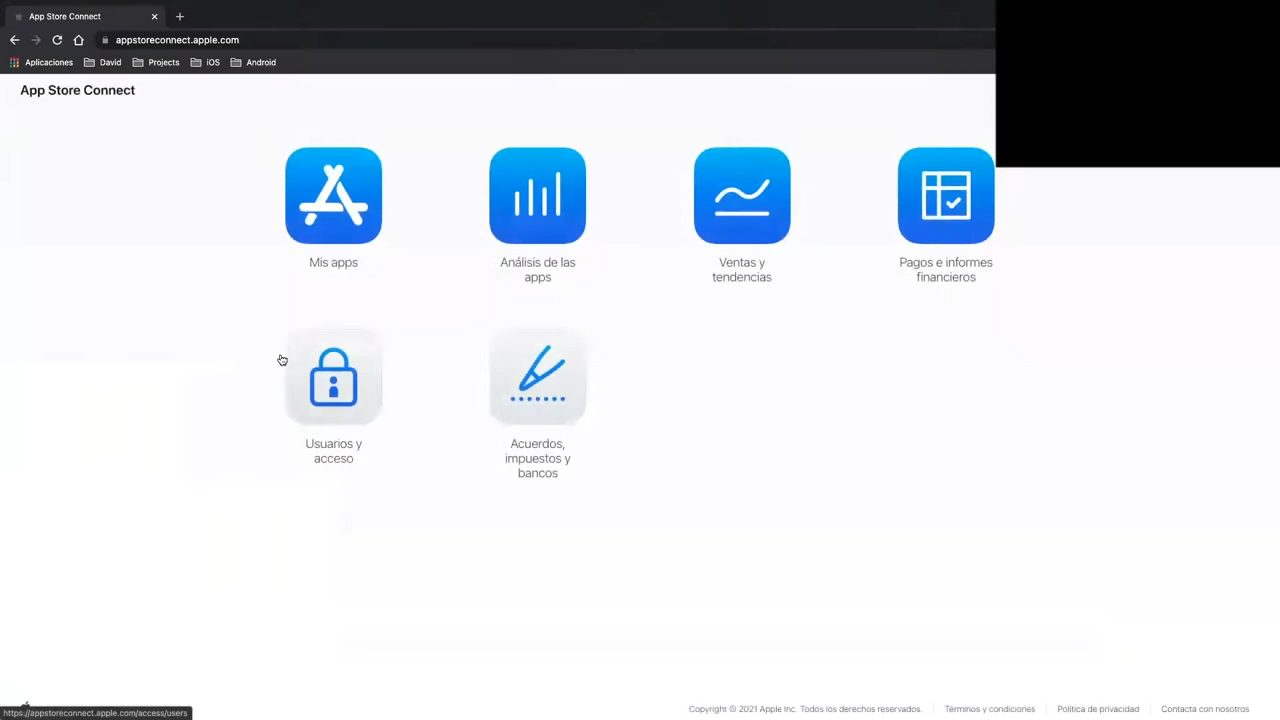 App Store Connect
appstoreconnect.apple.com
Aplicaciones David Projects iOS Android
App Store Connect
Mis apps
Análisis de las
apps
Ventas y
tendencias
Pagos e informes
financieros
Usuarios y
acceso
Acuerdos,
impuestos y
bancos
https://appstoreconnect.apple.com/access/users
Copyright © 2021 Apple Inc. Todos los derechos reservados. Términos y condiciones Política de privacidad Contacta con nosotros